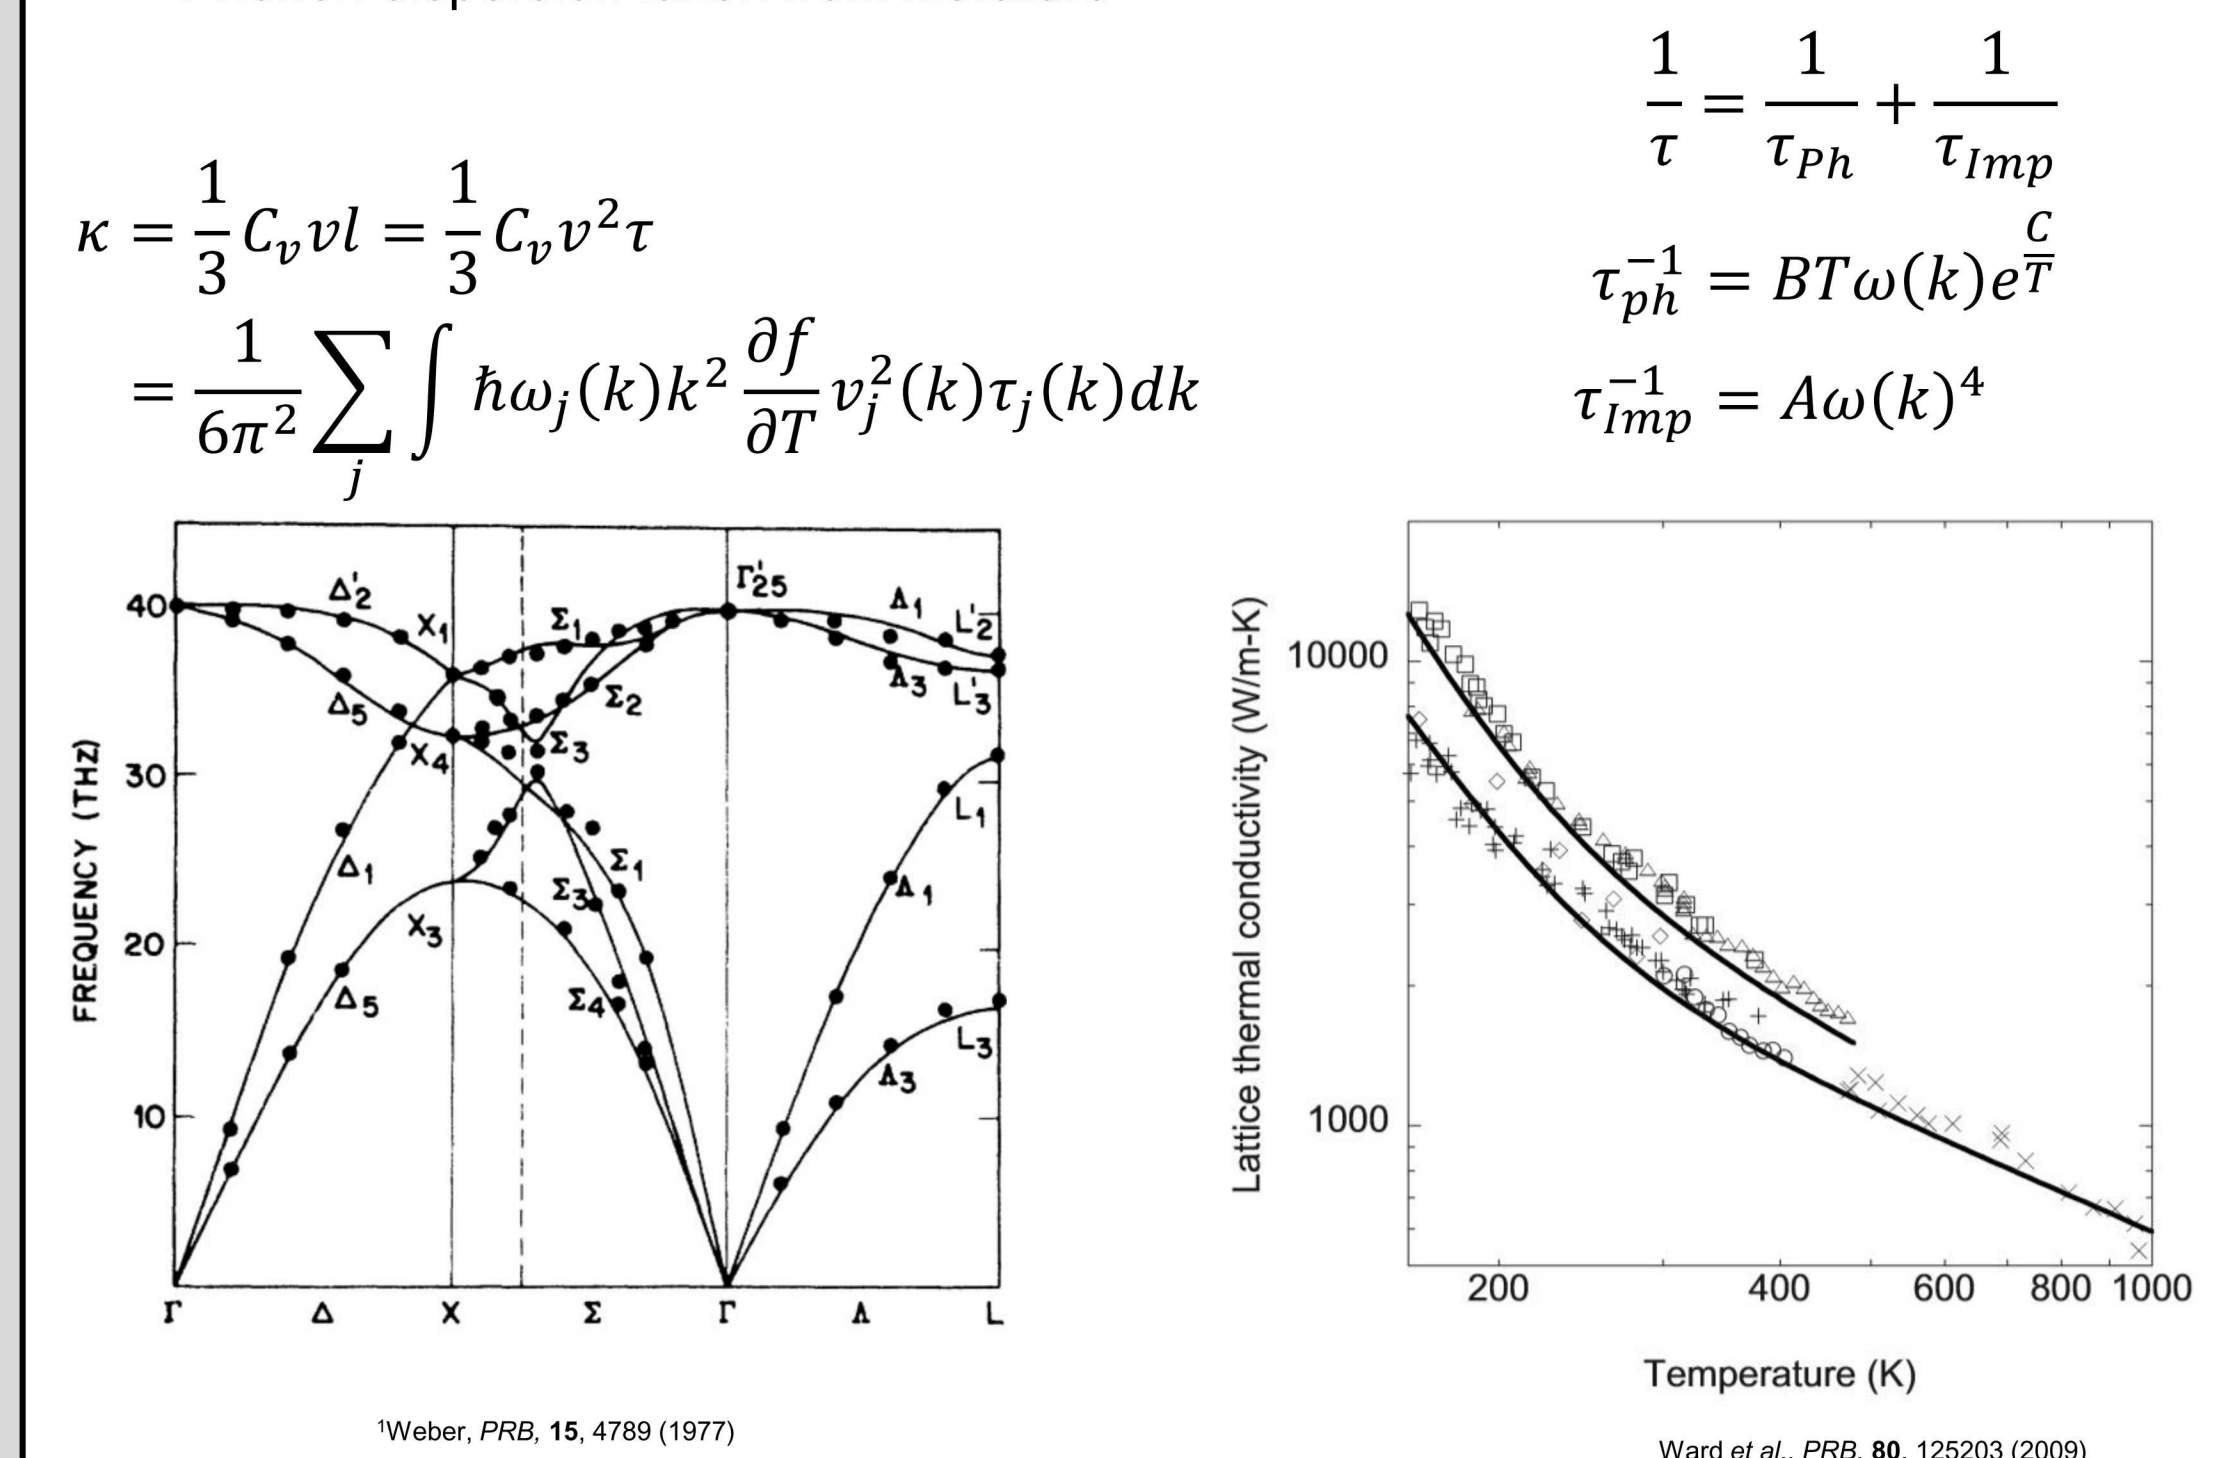 1/τ = 1/τ_Ph + 1/τ_Imp
κ = 1/3 C_v v l = 1/3 C_v v² τ
τ_ph⁻¹ = BTω(k)e^(C/T)
= 1/(6π²) ∑_j ∫ ℏω_j(k)k² ∂f/∂T v_j²(k)τ_j(k)dk
τ_Imp⁻¹ = Aω(k)⁴
FREQUENCY (THZ)
40
30
20
10
Δ'2
X1
Δ5
X4
Δ1
X3
Δ5
Σ1
Σ2
Σ3
Σ1
Σ3
Σ4
Γ'25
Λ1
L'2
Λ3
L'3
L1
Λ1
L3
Λ3
Γ Δ X Σ Γ Λ L
Lattice thermal conductivity (W/m-K)
10000
1000
200 400 600 800 1000
Temperature (K)
¹Weber, PRB, 15, 4789 (1977)
Ward et al., PRB, 80, 125203 (2009)